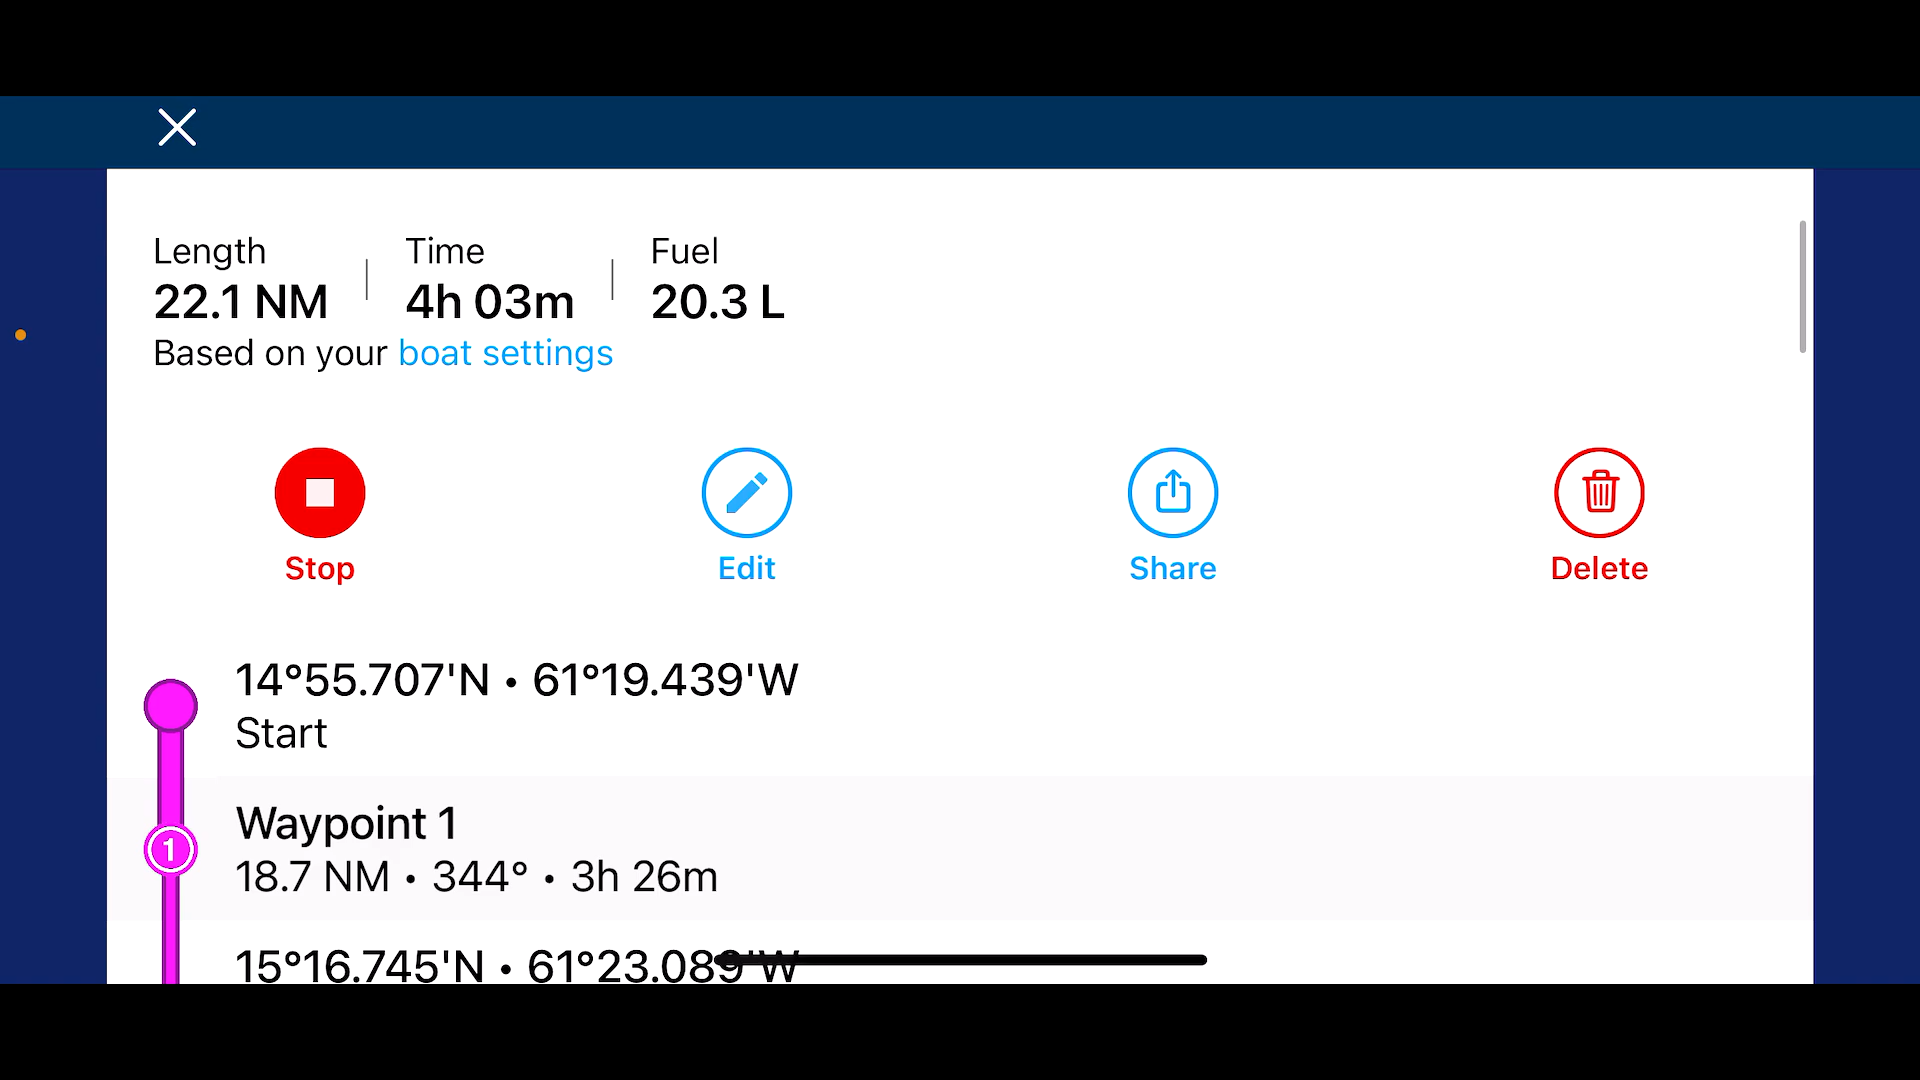 Length
Time
Fuel
22.1 NM
4h 03m
20.3 L
Based on your boat settings
Stop
Edit
Share
Delete
14°55.707'N • 61°19.439'W
Start
Waypoint 1
1
18.7 NM • 344° • 3h 26m
15°16.745'N • 61°23.089'W